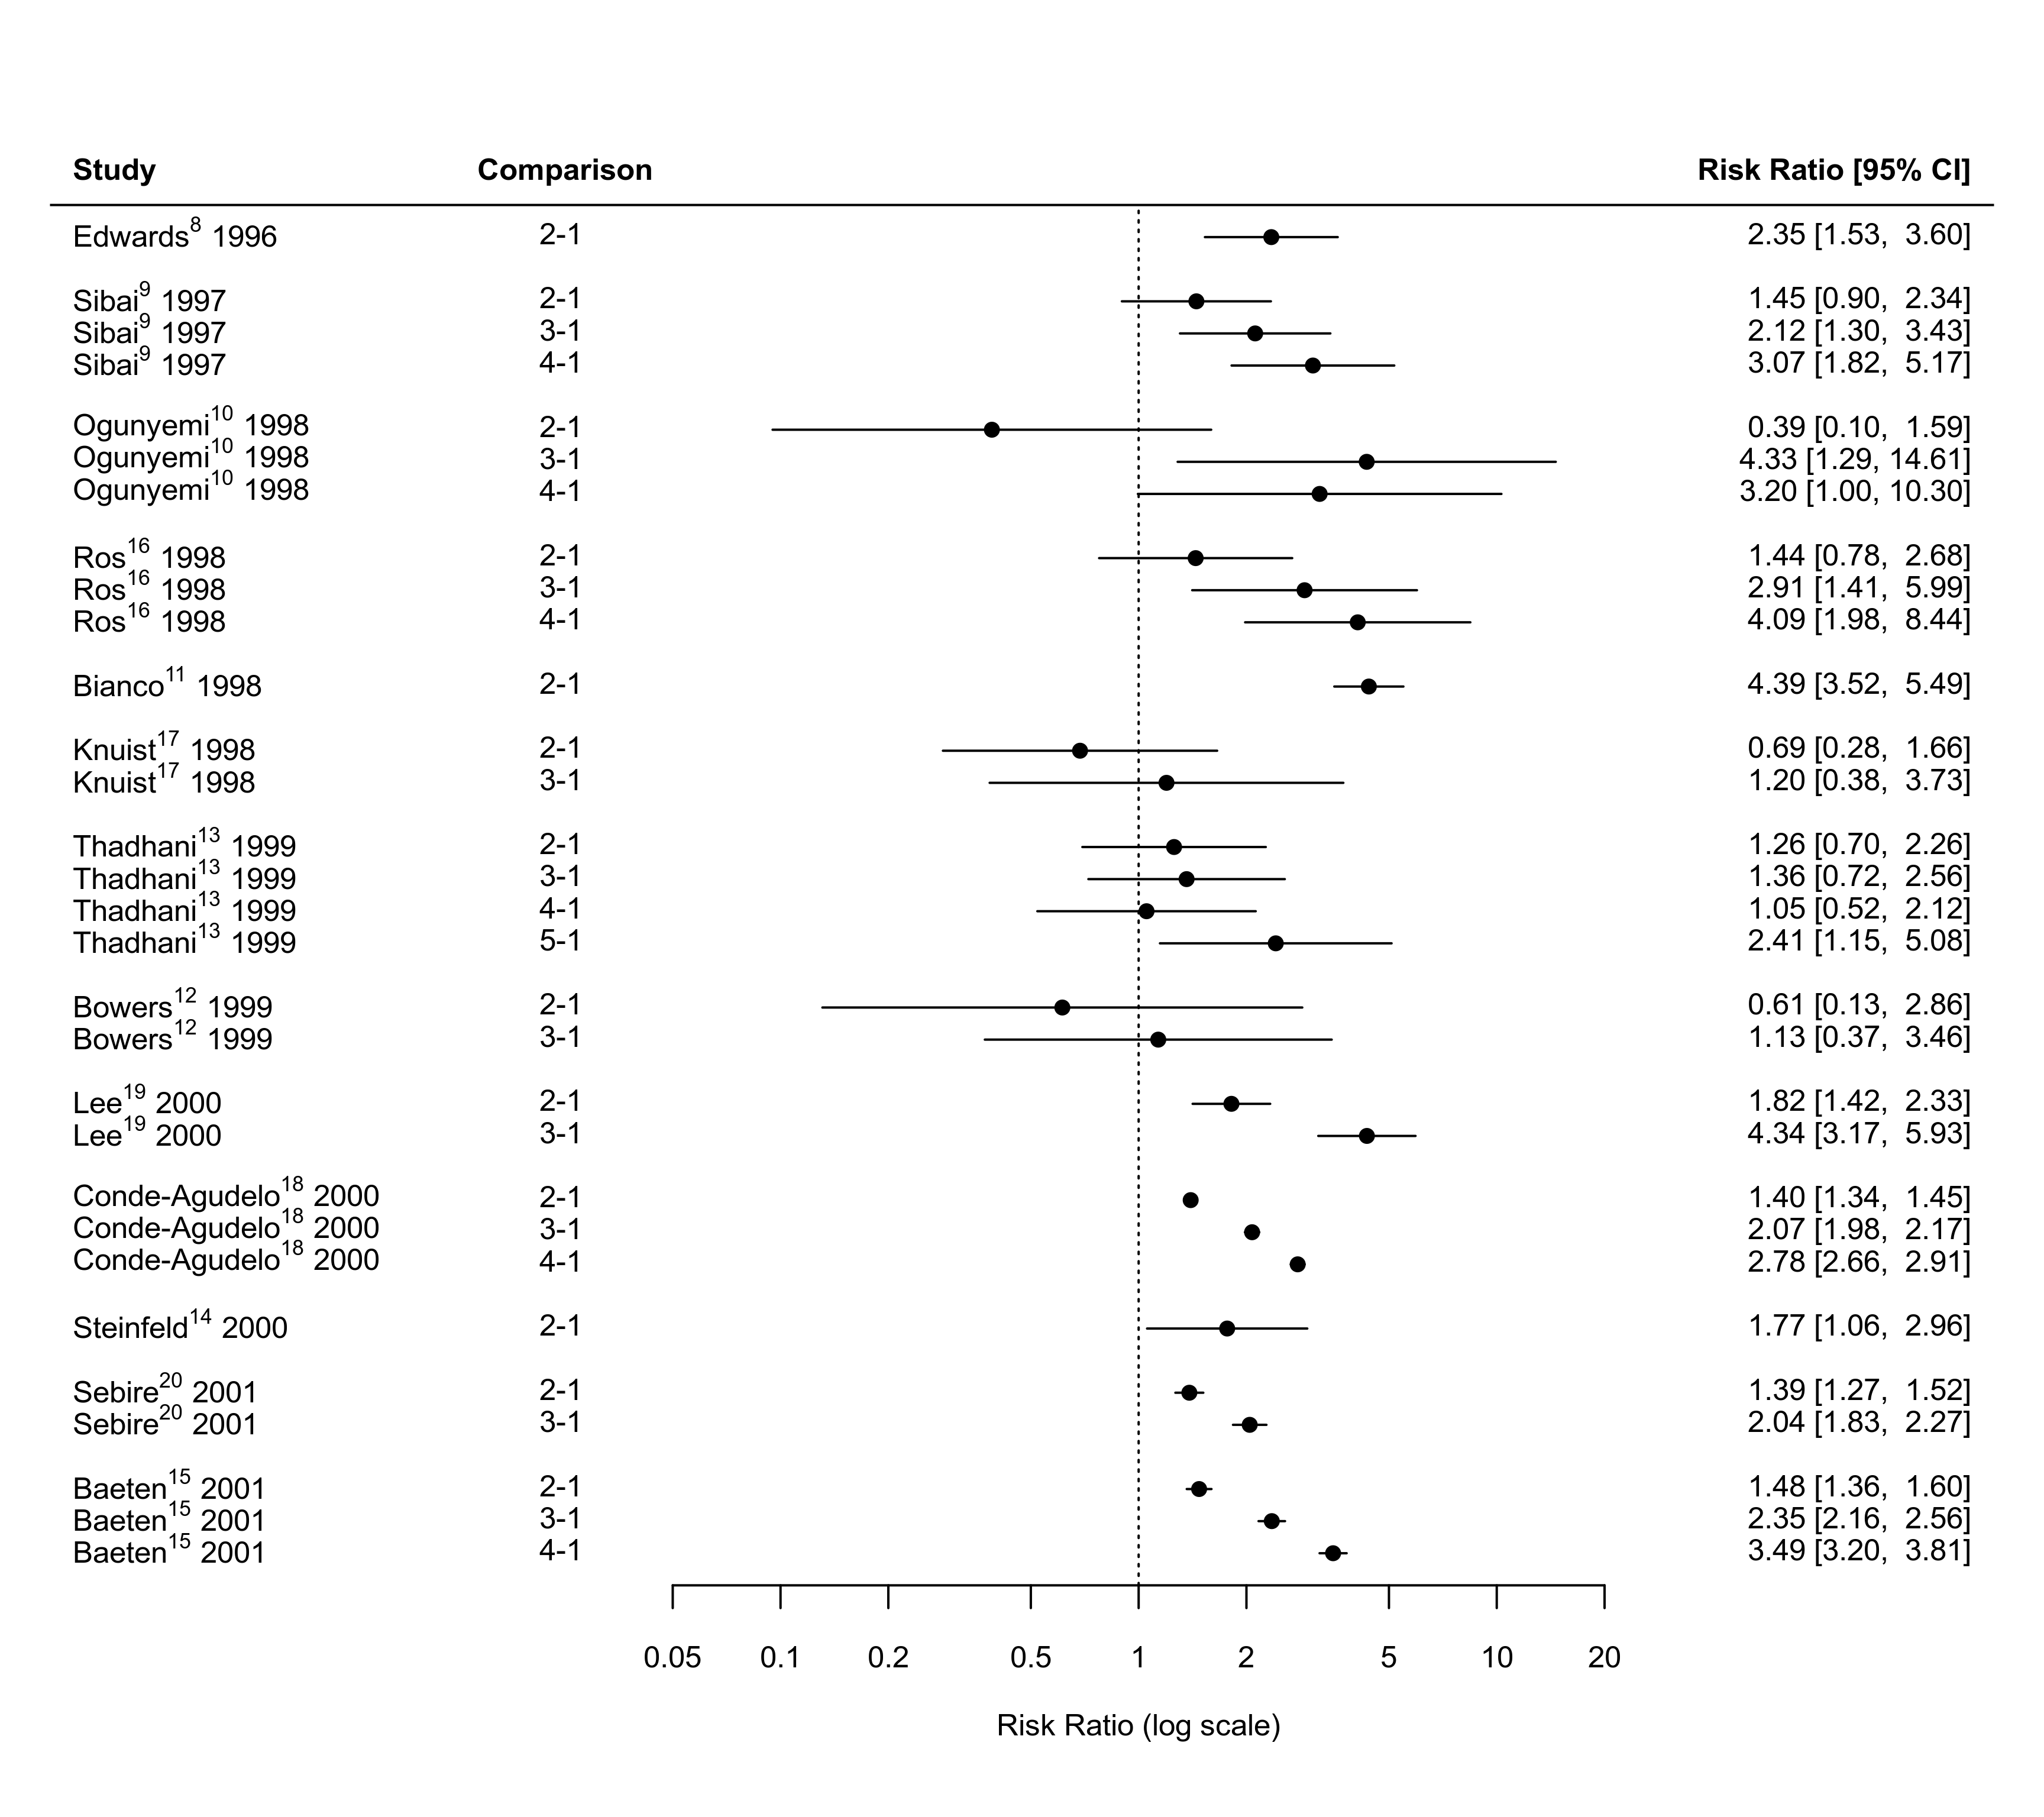 Study Comparison Risk Ratio [95% CI]
Edwards⁸ 1996 2-1 2.35 [1.53, 3.60]
Sibai⁹ 1997 2-1 1.45 [0.90, 2.34]
Sibai⁹ 1997 3-1 2.12 [1.30, 3.43]
Sibai⁹ 1997 4-1 3.07 [1.82, 5.17]
Ogunyemi¹⁰ 1998 2-1 0.39 [0.10, 1.59]
Ogunyemi¹⁰ 1998 3-1 4.33 [1.29, 14.61]
Ogunyemi¹⁰ 1998 4-1 3.20 [1.00, 10.30]
Ros¹⁶ 1998 2-1 1.44 [0.78, 2.68]
Ros¹⁶ 1998 3-1 2.91 [1.41, 5.99]
Ros¹⁶ 1998 4-1 4.09 [1.98, 8.44]
Bianco¹¹ 1998 2-1 4.39 [3.52, 5.49]
Knuist¹⁷ 1998 2-1 0.69 [0.28, 1.66]
Knuist¹⁷ 1998 3-1 1.20 [0.38, 3.73]
Thadhani¹³ 1999 2-1 1.26 [0.70, 2.26]
Thadhani¹³ 1999 3-1 1.36 [0.72, 2.56]
Thadhani¹³ 1999 4-1 1.05 [0.52, 2.12]
Thadhani¹³ 1999 5-1 2.41 [1.15, 5.08]
Bowers¹² 1999 2-1 0.61 [0.13, 2.86]
Bowers¹² 1999 3-1 1.13 [0.37, 3.46]
Lee¹⁹ 2000 2-1 1.82 [1.42, 2.33]
Lee¹⁹ 2000 3-1 4.34 [3.17, 5.93]
Conde-Agudelo¹⁸ 2000 2-1 1.40 [1.34, 1.45]
Conde-Agudelo¹⁸ 2000 3-1 2.07 [1.98, 2.17]
Conde-Agudelo¹⁸ 2000 4-1 2.78 [2.66, 2.91]
Steinfeld¹⁴ 2000 2-1 1.77 [1.06, 2.96]
Sebire²⁰ 2001 2-1 1.39 [1.27, 1.52]
Sebire²⁰ 2001 3-1 2.04 [1.83, 2.27]
Baeten¹⁵ 2001 2-1 1.48 [1.36, 1.60]
Baeten¹⁵ 2001 3-1 2.35 [2.16, 2.56]
Baeten¹⁵ 2001 4-1 3.49 [3.20, 3.81]
0.05 0.1 0.2 0.5 1 2 5 10 20
Risk Ratio (log scale)